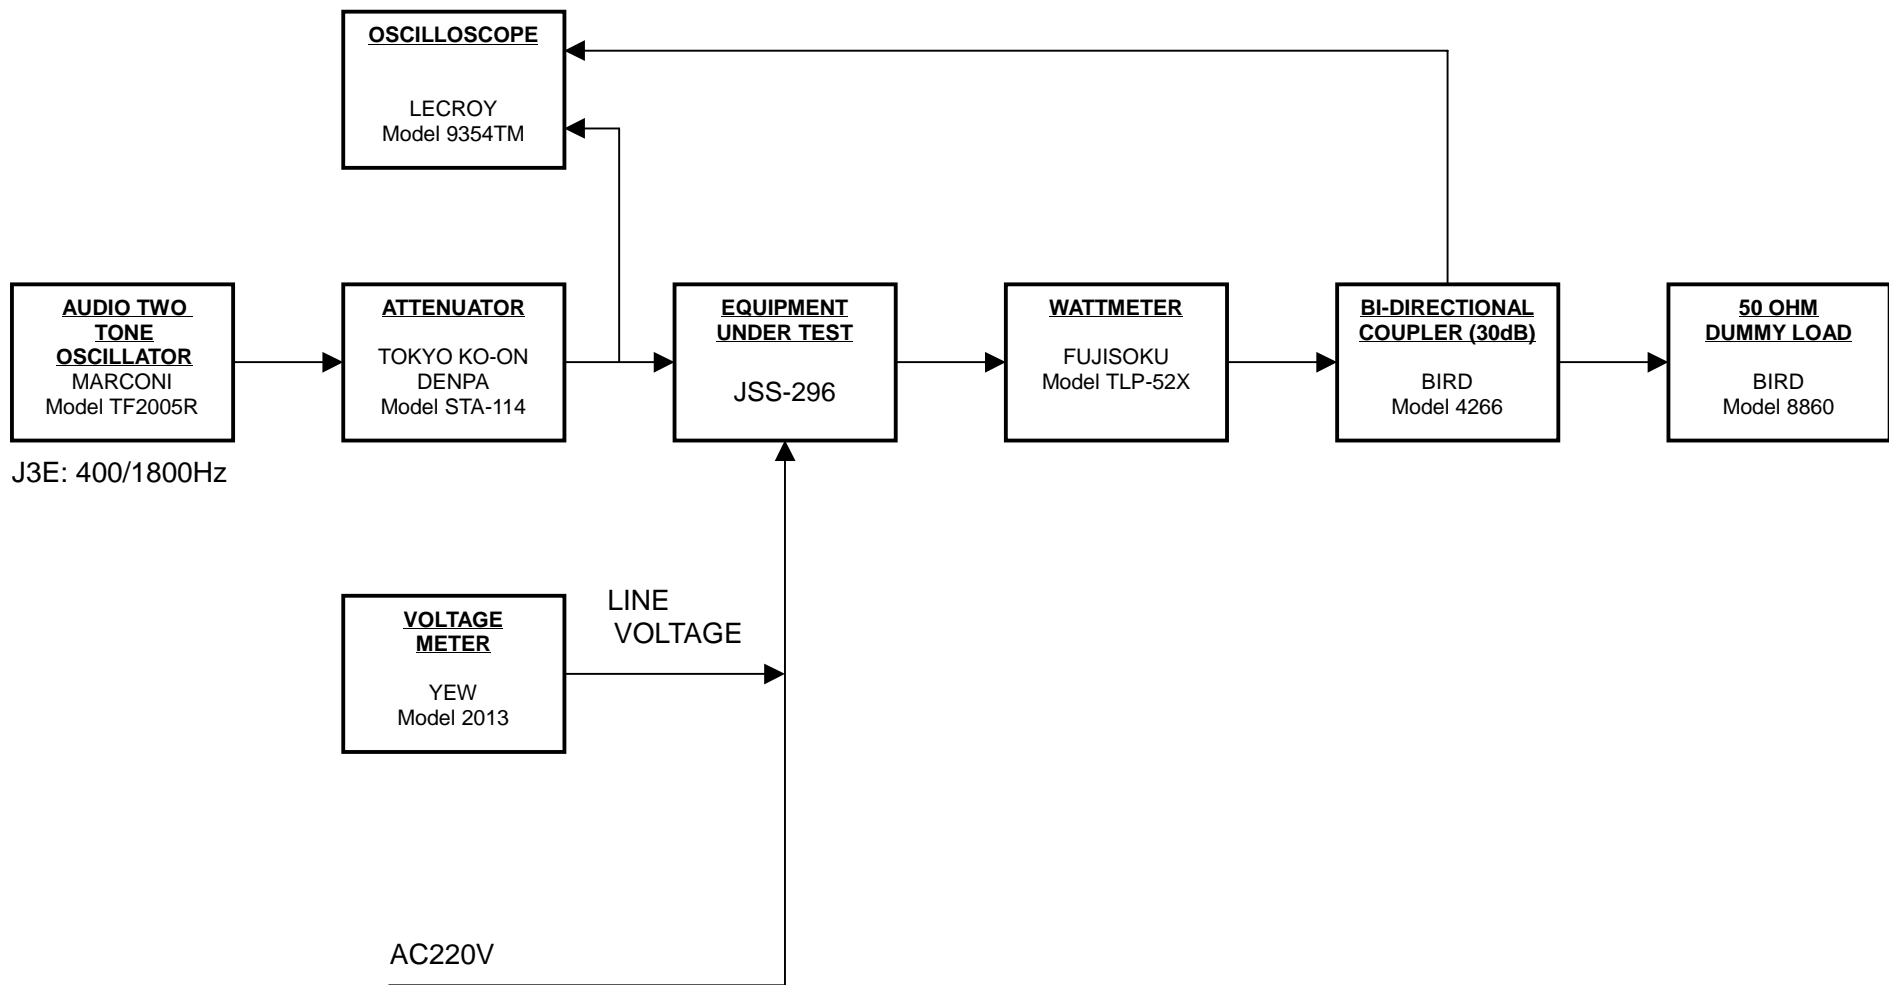 OSCILLOSCOPE
LECROY
Model 9354TM
AUDIO TWO
TONE
OSCILLATOR
MARCONI
Model TF2005R
J3E: 400/1800Hz
ATTENUATOR
TOKYO KO-ON
DENPA
Model STA-114
EQUIPMENT
UNDER TEST
JSS-296
WATTMETER
FUJISOKU
Model TLP-52X
BI-DIRECTIONAL
COUPLER (30dB)
BIRD
Model 4266
50 OHM
DUMMY LOAD
BIRD
Model 8860
VOLTAGE
METER
YEW
Model 2013
LINE
VOLTAGE
AC220V